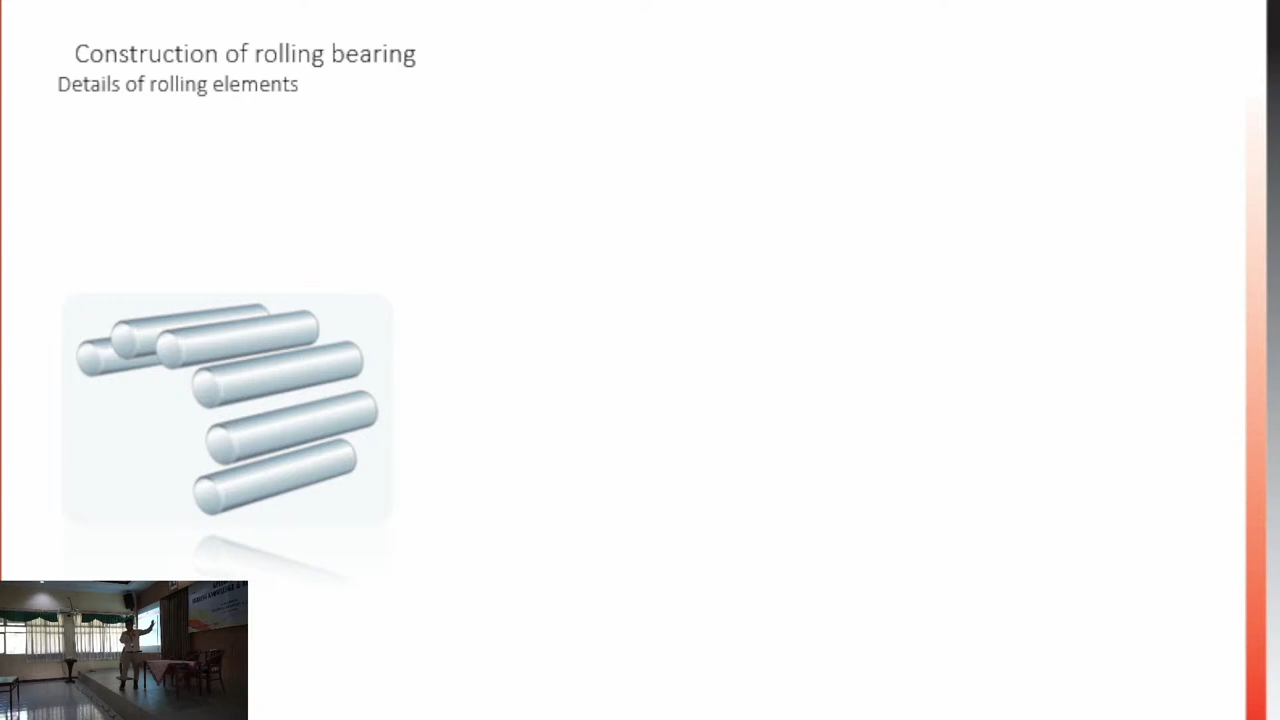 Construction of rolling bearing
Details of rolling elements